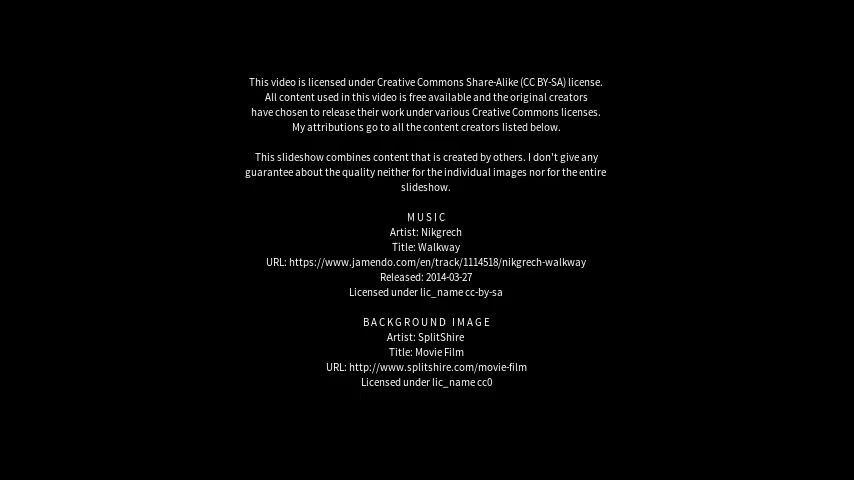 This video is licensed under Creative Commons Share-Alike (CC BY-SA) license.
All content used in this video is free available and the original creators
have chosen to release their work under various Creative Commons licenses.
My attributions go to all the content creators listed below.
This slideshow combines content that is created by others. I don't give any
guarantee about the quality neither for the individual images nor for the entire
slideshow.
MUSIC
Artist: Nikgrech
Title: Walkway
URL: https://www.jamendo.com/en/track/1114518/nikgrech-walkway
Released: 2014-03-27
Licensed under lic_name cc-by-sa
BACKGROUND IMAGE
Artist: SplitShire
Title: Movie Film
URL: http://www.splitshire.com/movie-film
Licensed under lic_name cc0